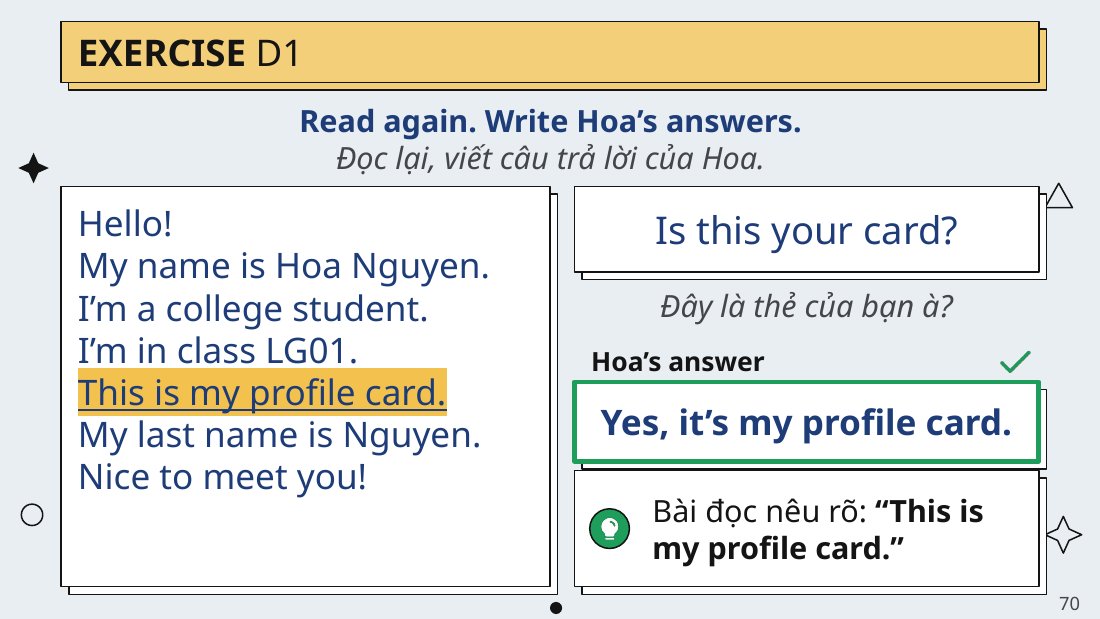 EXERCISE D1
Read again. Write Hoa’s answers.
Đọc lại, viết câu trả lời của Hoa.
Hello!
My name is Hoa Nguyen.
I’m a college student.
I’m in class LG01.
This is my profile card.
My last name is Nguyen.
Nice to meet you!
Is this your card?
Đây là thẻ của bạn à?
Hoa’s answer
Yes, it’s my profile card.
Bài đọc nêu rõ: “This is
my profile card.”
70